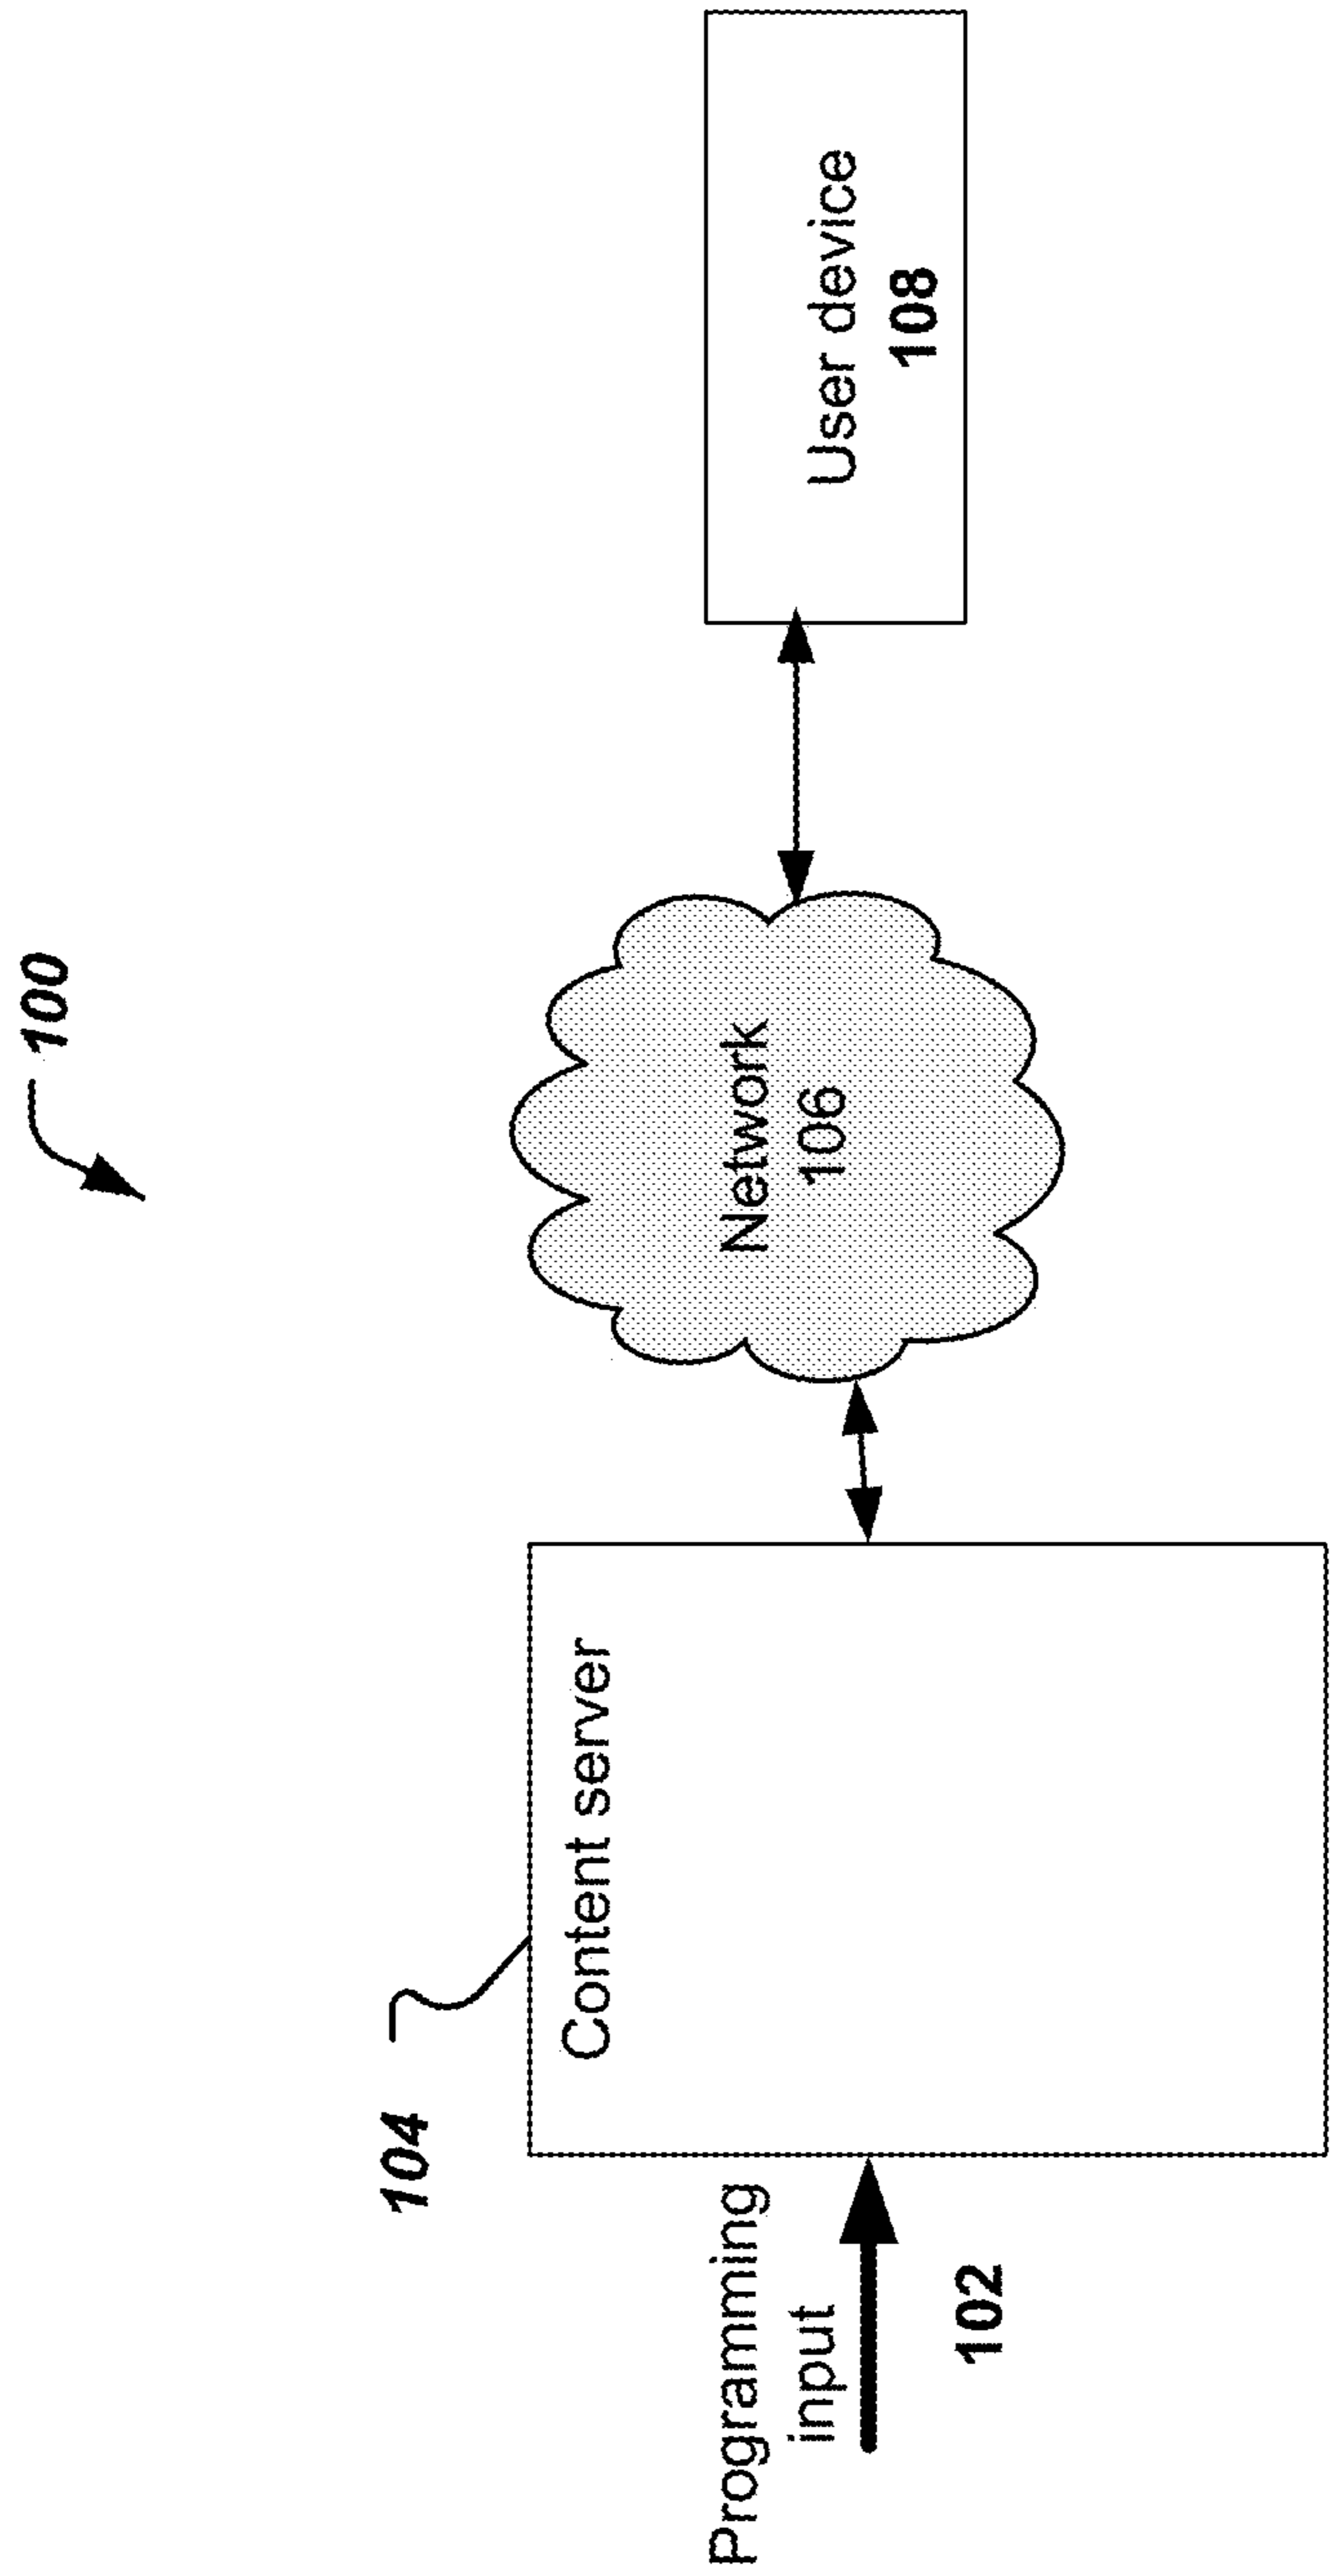 100
104
Programming
input
102
Content server
Network
106
User device
108